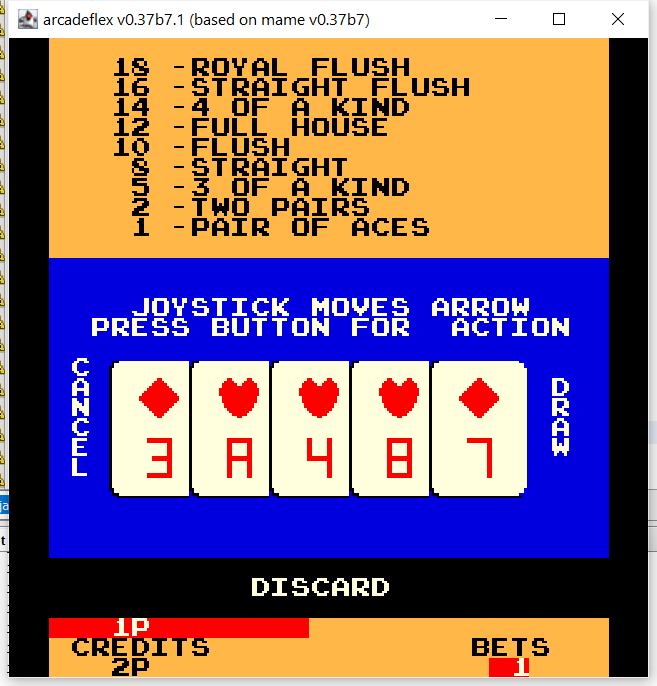 arcadeflex v0.37b7.1 (based on mame v0.37b7)
18 -ROYAL FLUSH
16 -STRAIGHT FLUSH
14 -4 OF A KIND
12 -FULL HOUSE
10 -FLUSH
8 -STRAIGHT
5 -3 OF A KIND
2 -TWO PAIRS
1 -PAIR OF ACES
JOYSTICK MOVES ARROW
PRESS BUTTON FOR ACTION
CANCEL
3 A 4 8 7
DRAW
DISCARD
1P
CREDITS BETS
2P 1
ja
t